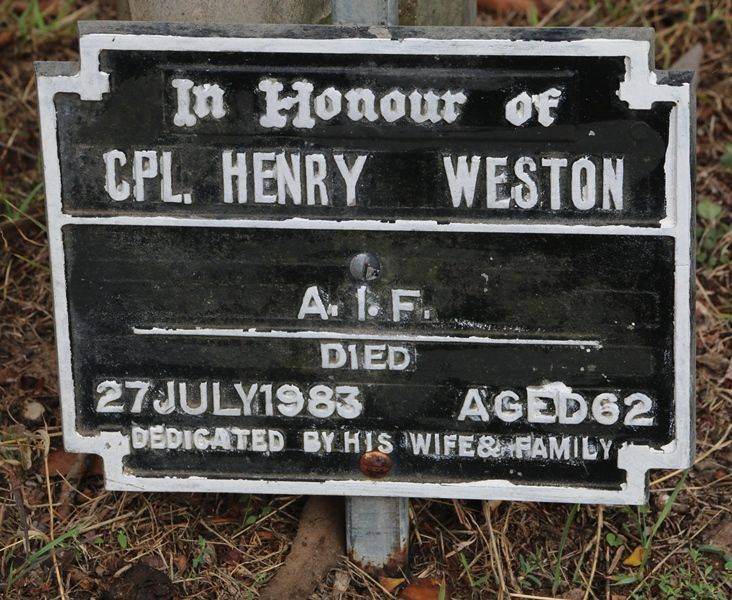 In Honour of
CPL. HENRY WESTON
A. I. F.
DIED
27 JULY 1983 AGED 62
DEDICATED BY HIS WIFE & FAMILY